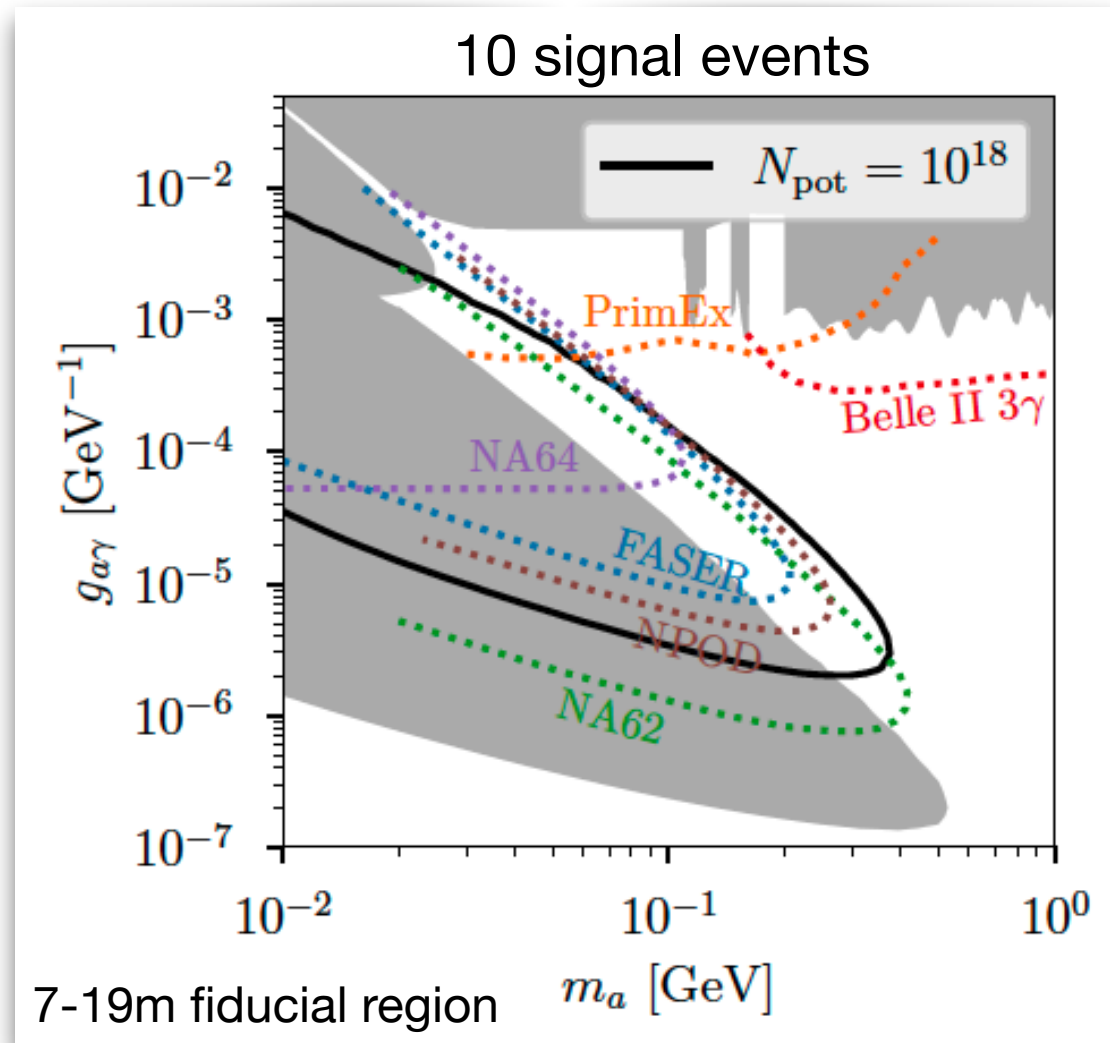 10 signal events
N_pot = 10^18
10^−2
10^−3
10^−4
10^−5
10^−6
10^−7
g_aγ [GeV^−1]
PrimEx
Belle II 3γ
NA64
FASER
NPOD
NA62
10^−2 10^−1 10^0
7-19m fiducial region m_a [GeV]